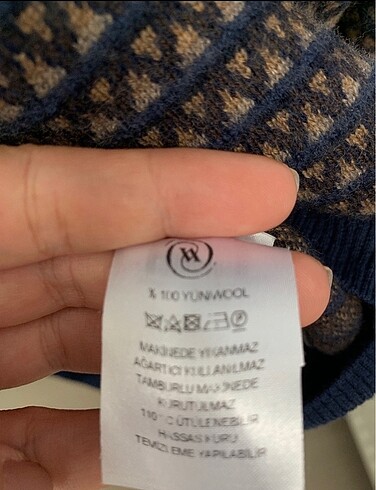 % 100 YÜN/WOOL
MAKİNEDE YIKANMAZ
AĞARTICI KULLANILMAZ
TAMBURLU MAKİNEDE
KURUTULMAZ
110°C ÜTÜLENEBİLİR
HASSAS KURU
TEMİZLEME YAPILABİLİR